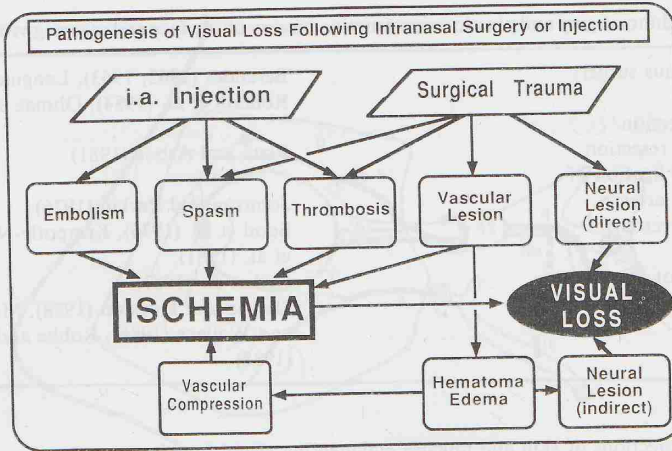 Pathogenesis of Visual Loss Following Intranasal Surgery or Injection
i.a. Injection
Surgical Trauma
Embolism
Spasm
Thrombosis
Vascular
Lesion
Neural
Lesion
(direct)
ISCHEMIA
VISUAL
LOSS
Vascular
Compression
Hematoma
Edema
Neural
Lesion
(indirect)